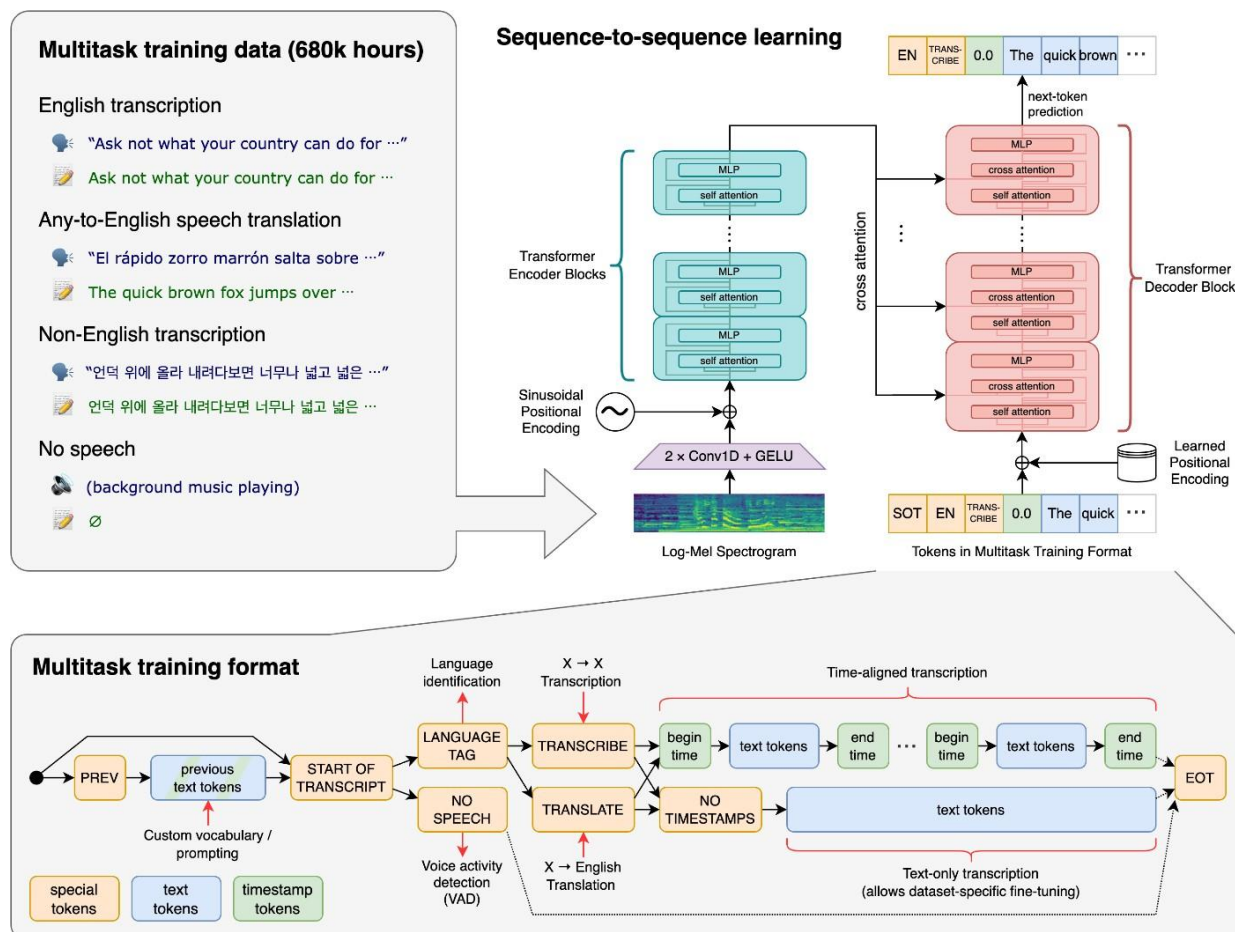 Multitask training data (680k hours)
English transcription
“Ask not what your country can do for ⋯”
Ask not what your country can do for ⋯
Any-to-English speech translation
“El rápido zorro marrón salta sobre ⋯”
The quick brown fox jumps over ⋯
Non-English transcription
“언덕 위에 올라 내려다보면 너무나 넓고 넓은 ⋯”
언덕 위에 올라 내려다보면 너무나 넓고 넓은 ⋯
No speech
(background music playing)
∅
Sequence-to-sequence learning
EN
TRANS-
CRIBE
0.0
The
quick
brown
⋯
next-token
prediction
MLP
self attention
⋮
MLP
self attention
MLP
self attention
Transformer
Encoder Blocks
Sinusoidal
Positional
Encoding
~
2 × Conv1D + GELU
Log-Mel Spectrogram
cross attention
⋮
MLP
cross attention
self attention
⋮
MLP
cross attention
self attention
MLP
cross attention
self attention
Transformer
Decoder Block
Learned
Positional
Encoding
SOT
EN
TRANS-
CRIBE
0.0
The
quick
⋯
Tokens in Multitask Training Format
Multitask training format
Language
identification
X → X
Transcription
Time-aligned transcription
PREV
previous
text tokens
START OF
TRANSCRIPT
LANGUAGE
TAG
TRANSCRIBE
begin
time
text tokens
end
time
⋯
begin
time
text tokens
end
time
EOT
NO
SPEECH
TRANSLATE
NO
TIMESTAMPS
text tokens
Custom vocabulary /
prompting
Voice activity
detection
(VAD)
X → English
Translation
Text-only transcription
(allows dataset-specific fine-tuning)
special
tokens
text
tokens
timestamp
tokens